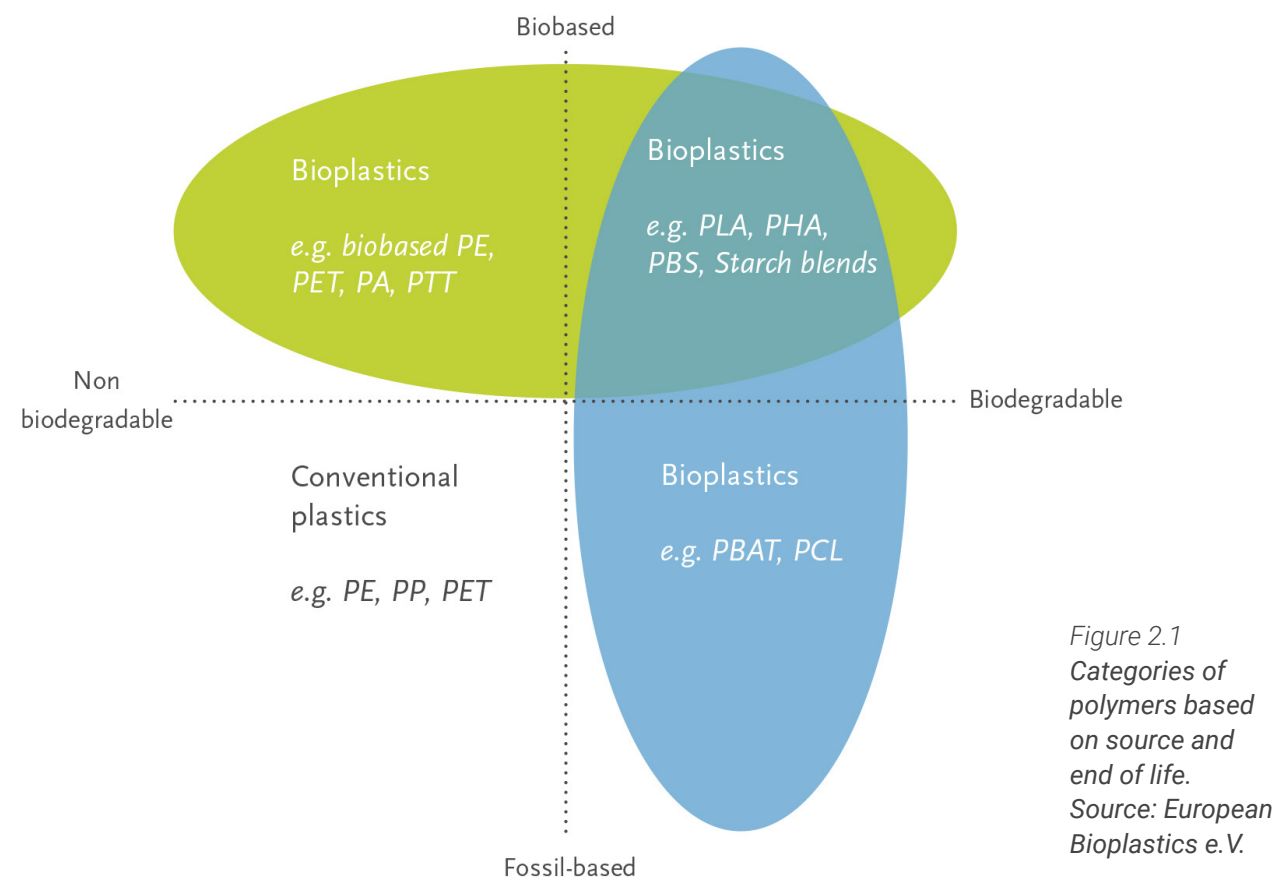 Biobased
Bioplastics
e.g. biobased PE,
PET, PA, PTT
Bioplastics
e.g. PLA, PHA,
PBS, Starch blends
Non
biodegradable
Biodegradable
Conventional
plastics
e.g. PE, PP, PET
Bioplastics
e.g. PBAT, PCL
Fossil-based
Figure 2.1
Categories of
polymers based
on source and
end of life.
Source: European
Bioplastics e.V.